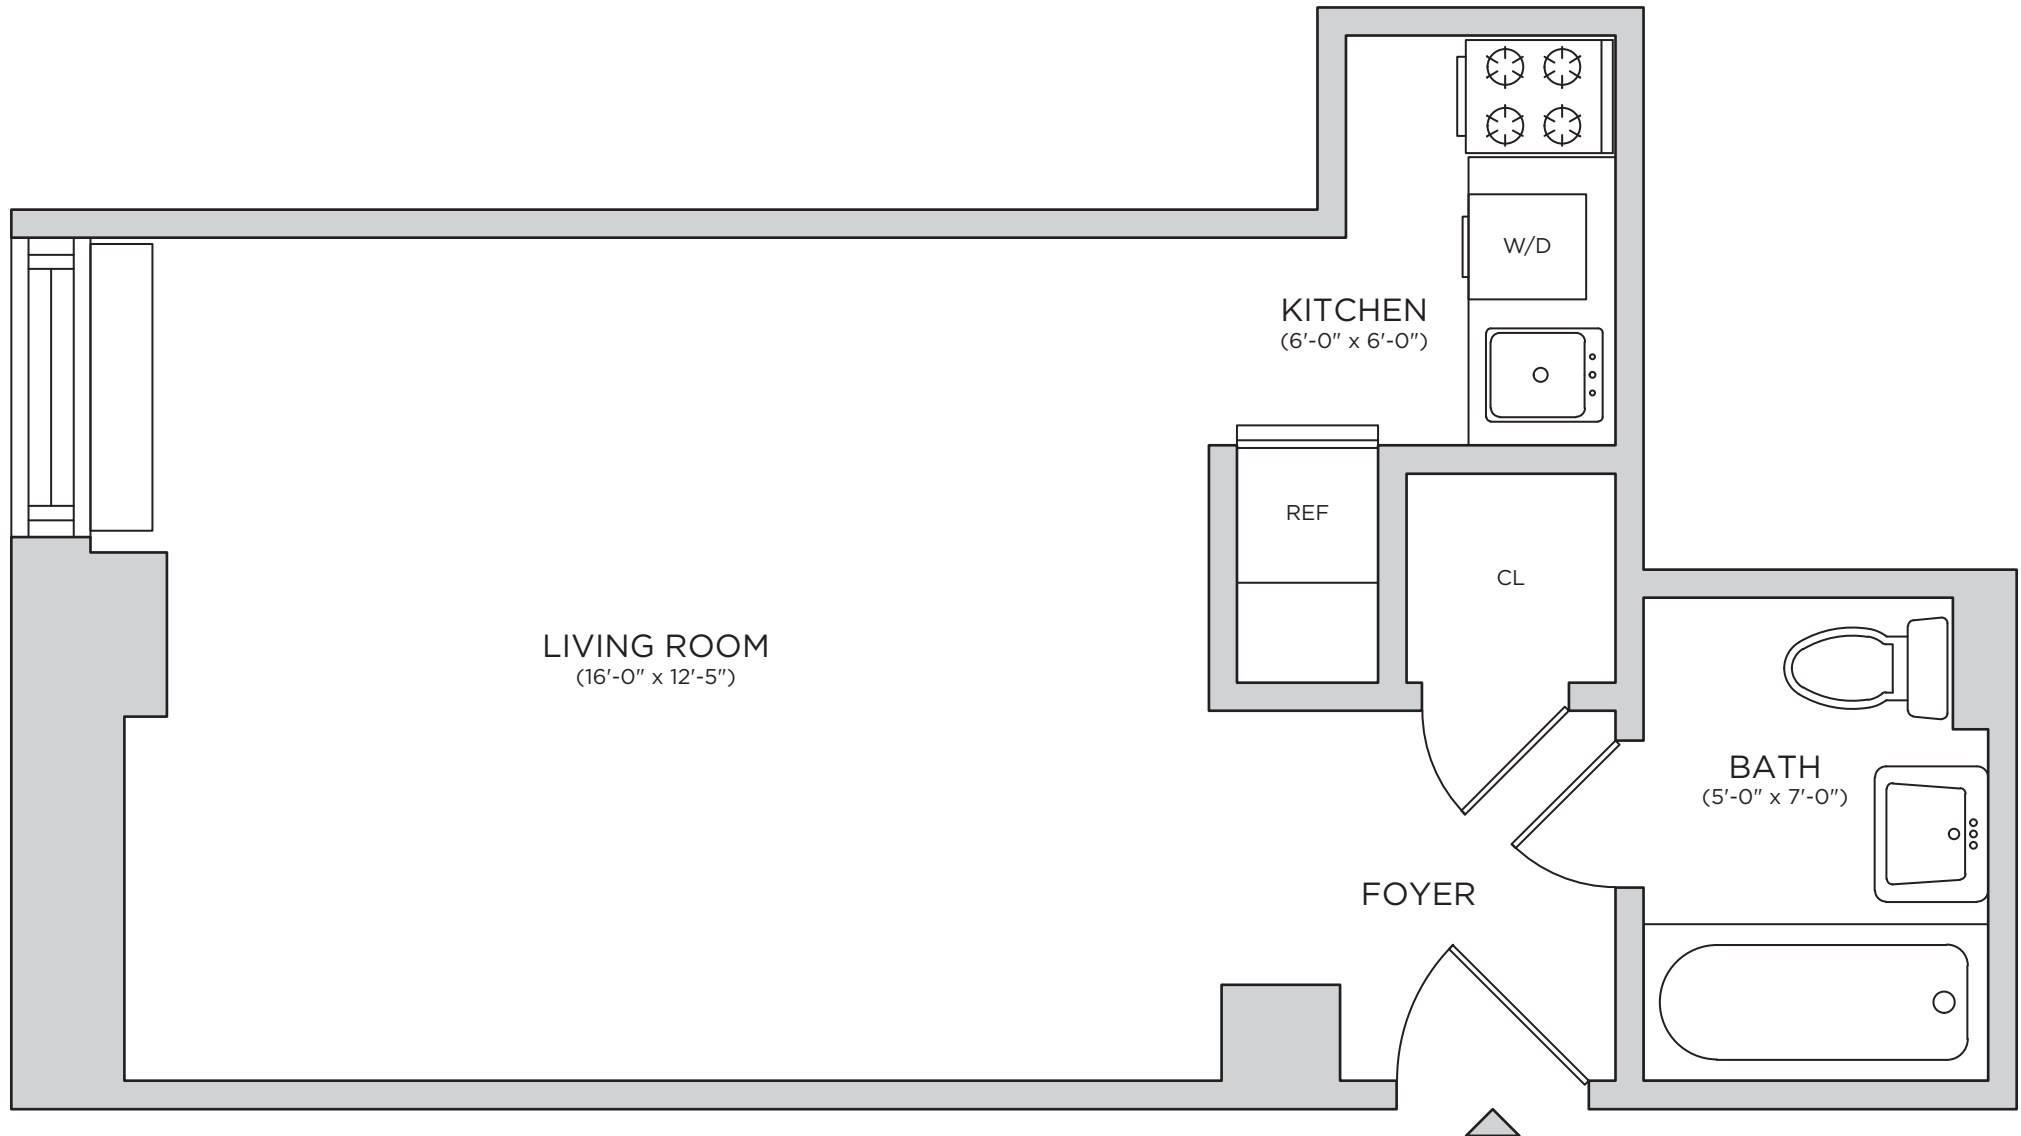 W/D
KITCHEN
(6'-0" x 6'-0")
REF
CL
LIVING ROOM
(16'-0" x 12'-5")
BATH
(5'-0" x 7'-0")
FOYER